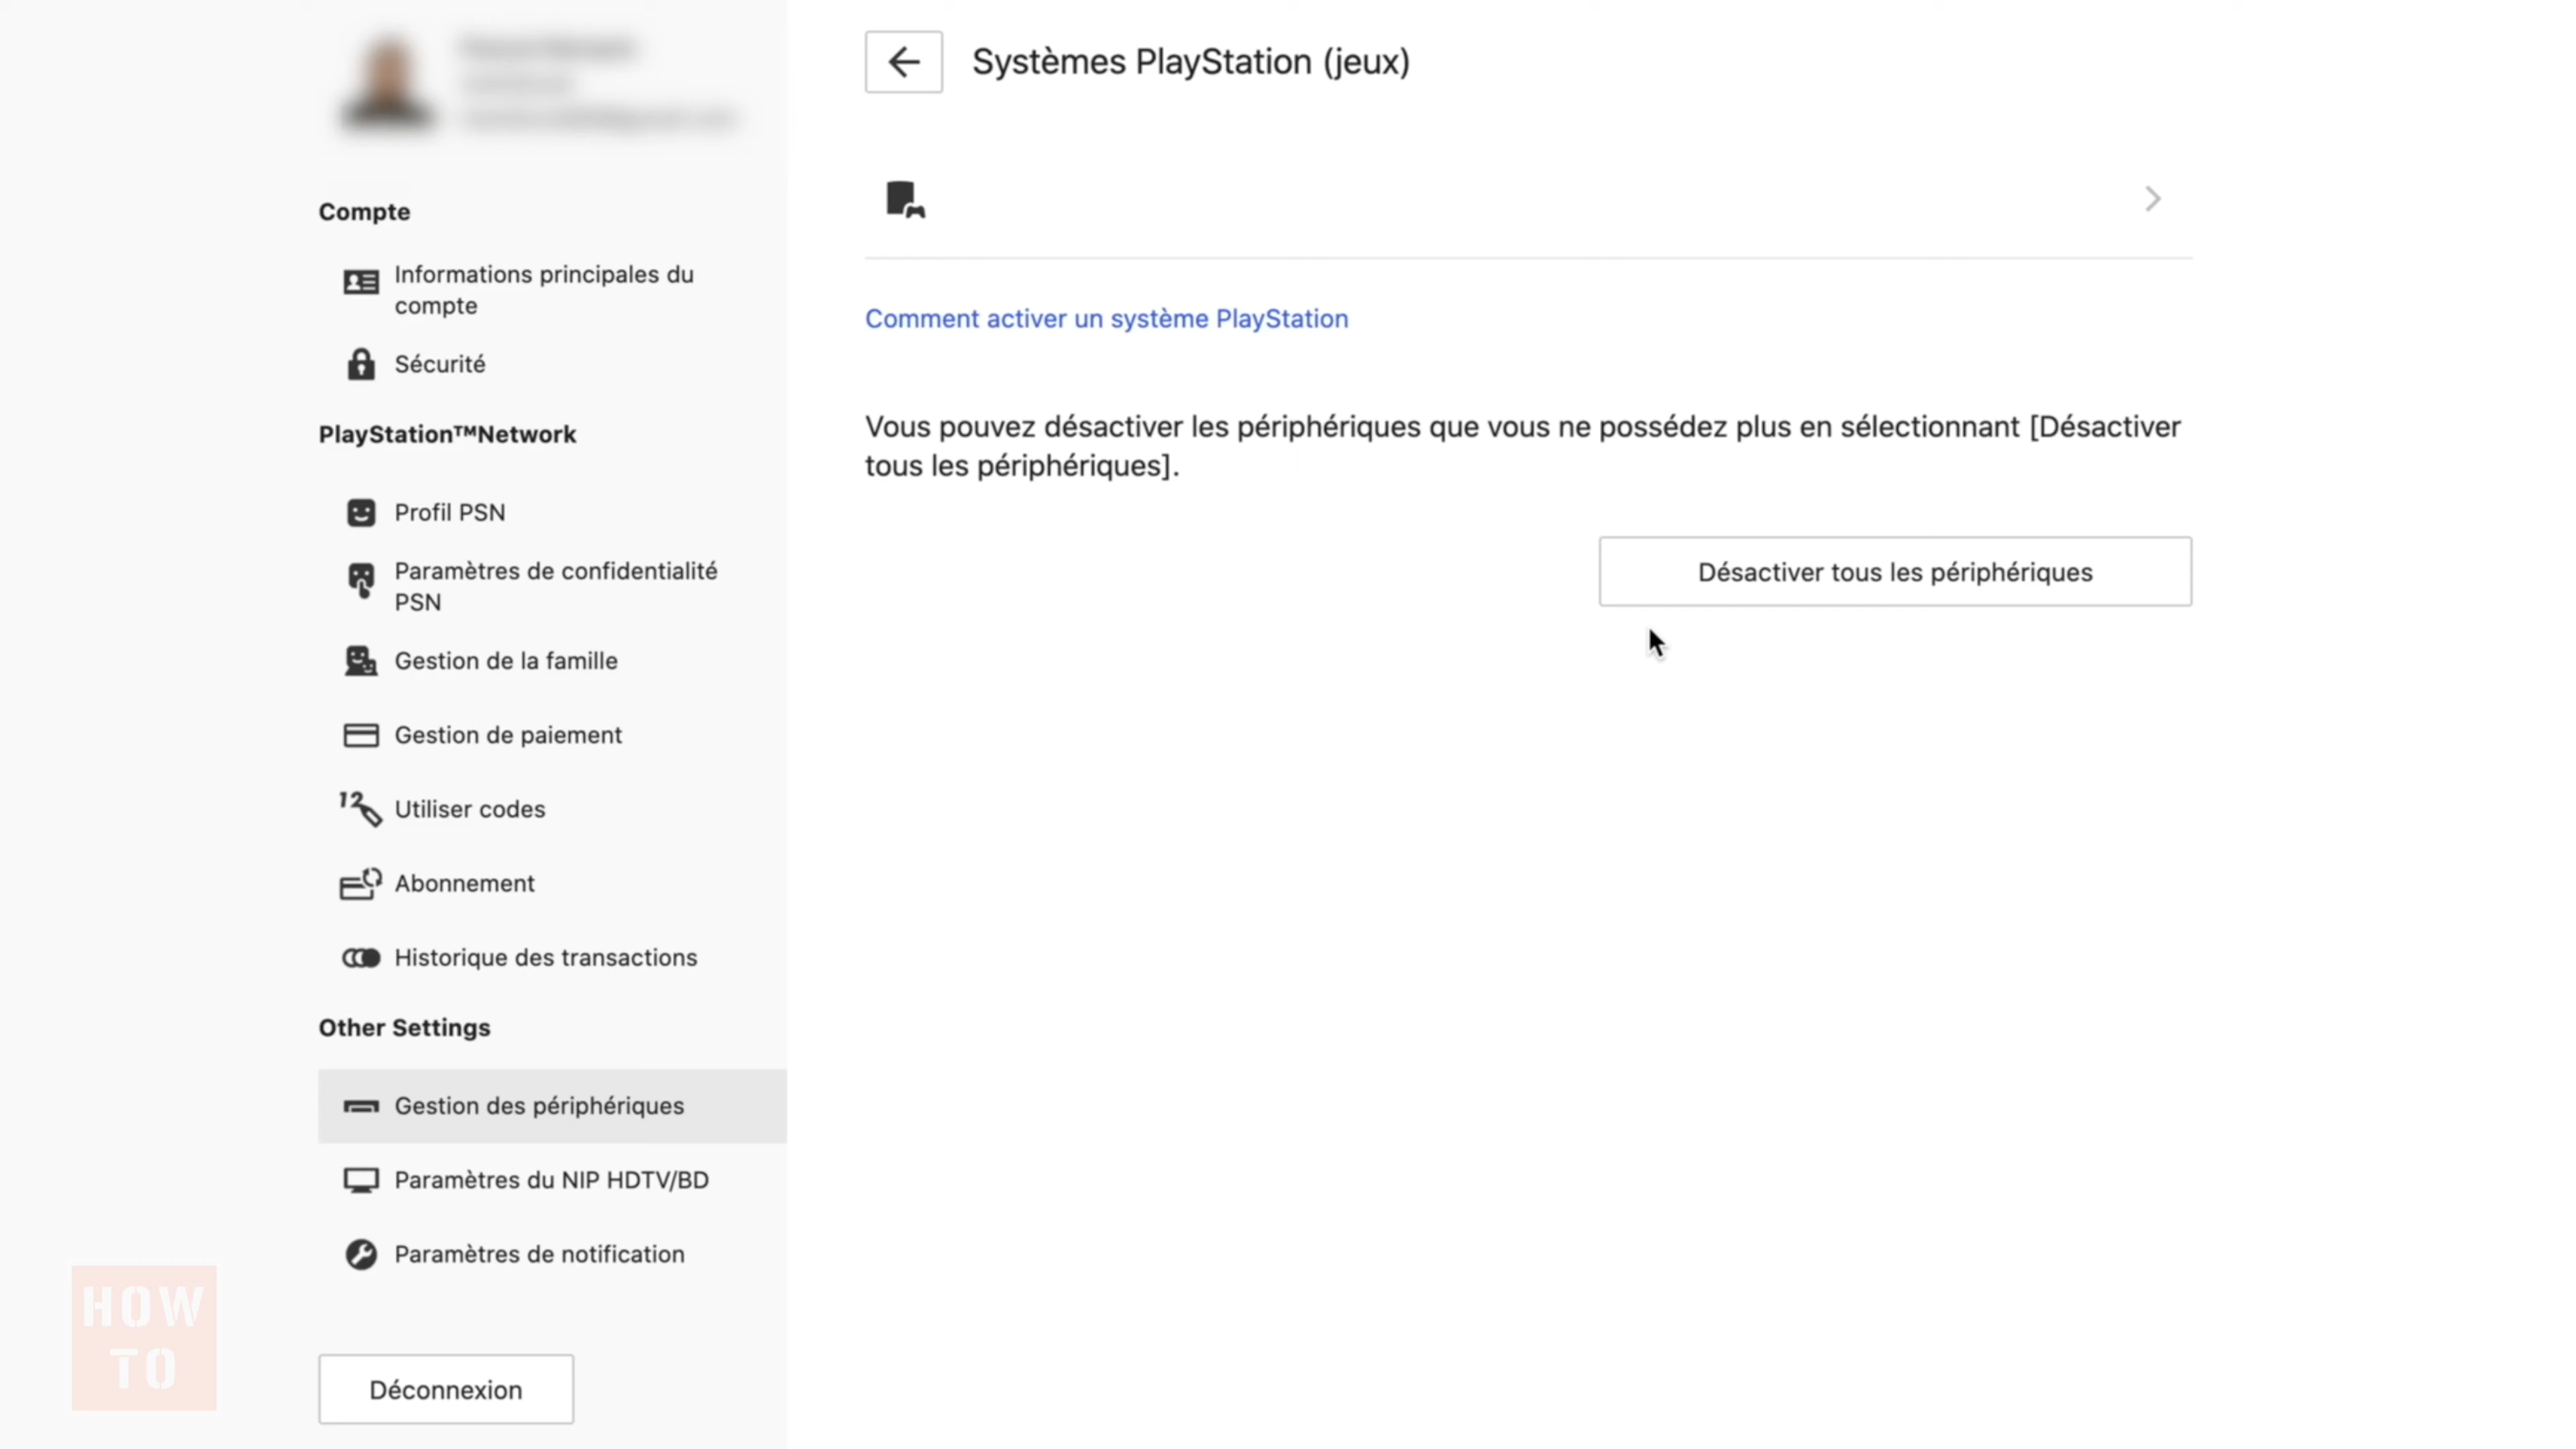 Systèmes PlayStation (jeux)
Compte
Informations principales du
compte
Sécurité
PlayStation™Network
Profil PSN
Paramètres de confidentialité
PSN
Gestion de la famille
Gestion de paiement
12
Utiliser codes
Abonnement
Historique des transactions
Other Settings
Gestion des périphériques
Paramètres du NIP HDTV/BD
Paramètres de notification
Déconnexion
Comment activer un système PlayStation
Vous pouvez désactiver les périphériques que vous ne possédez plus en sélectionnant [Désactiver
tous les périphériques].
Désactiver tous les périphériques
HOW
TO